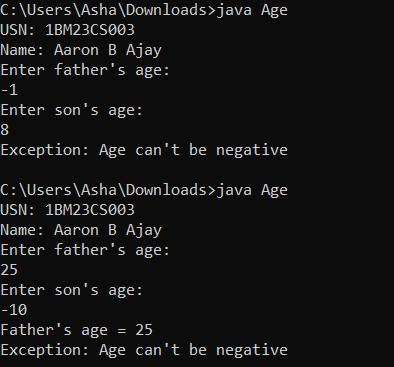 C:\Users\Asha\Downloads>java Age
USN: 1BM23CS003
Name: Aaron B Ajay
Enter father's age:
-1
Enter son's age:
8
Exception: Age can't be negative
C:\Users\Asha\Downloads>java Age
USN: 1BM23CS003
Name: Aaron B Ajay
Enter father's age:
25
Enter son's age:
-10
Father's age = 25
Exception: Age can't be negative